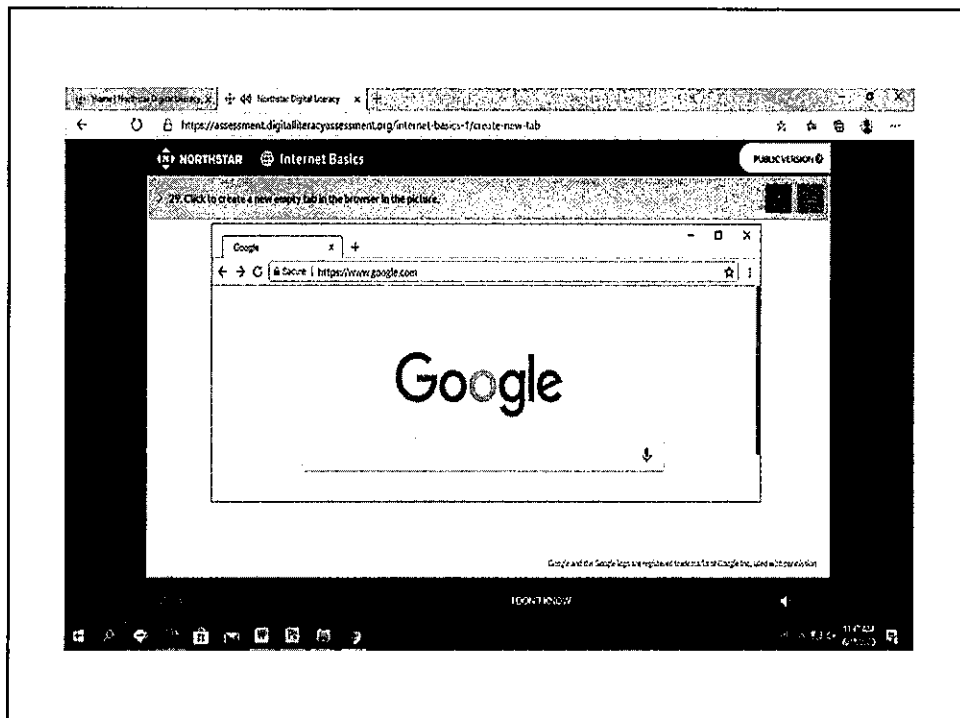 Northstar Digital Literacy
https://assessment.digitalliteracyassessment.org/internet-basics-1/create-new-tab
NORTHSTAR Internet Basics
PUBLIC VERSION
29. Click to create a new empty tab in the browser in the picture.
Google
Secure | https://www.google.com
Google
Google and the Google logo are registered trademarks of Google Inc., used with permission
I DON'T KNOW